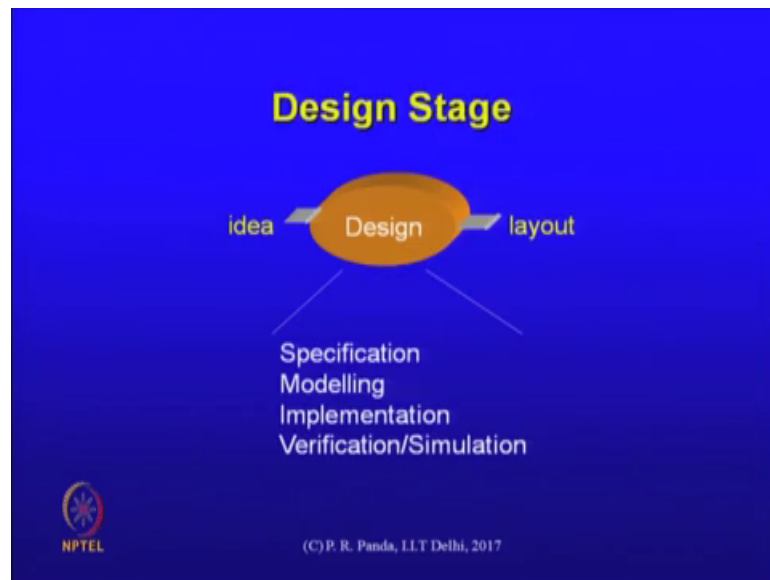 Design Stage
idea Design layout
Specification
Modelling
Implementation
Verification/Simulation
NPTEL
(C) P. R. Panda, I.I.T Delhi, 2017